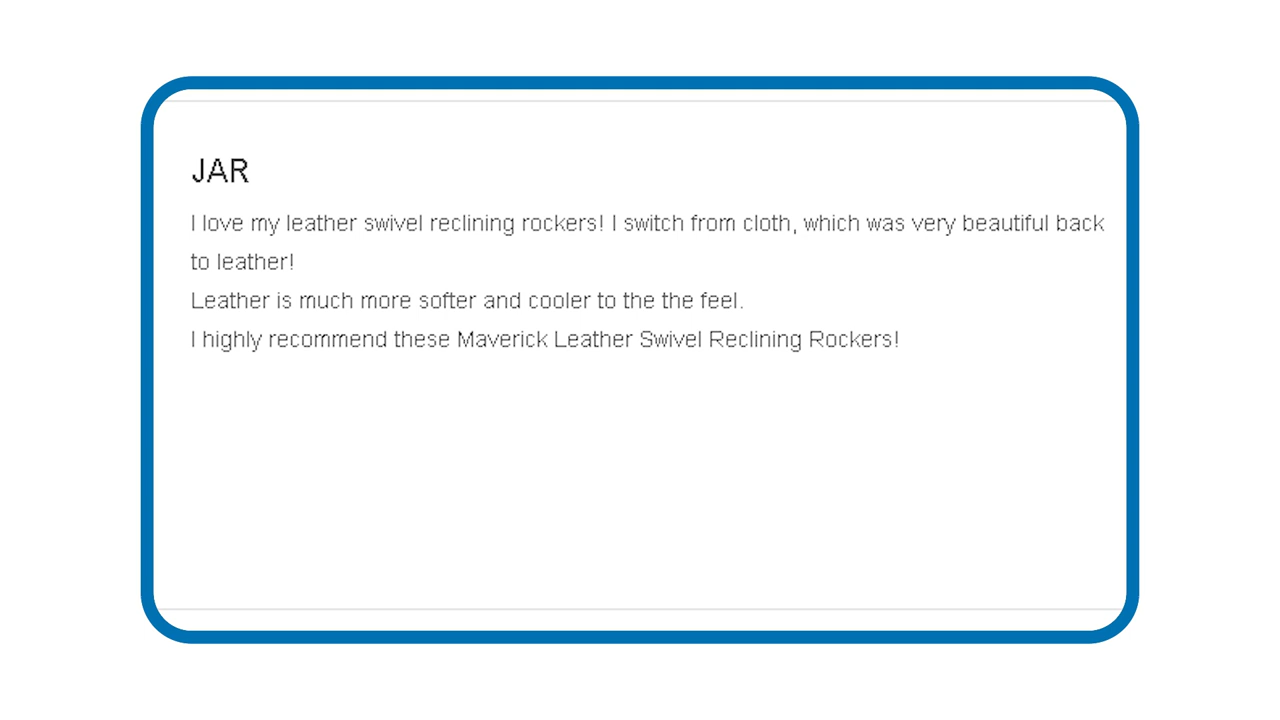 JAR
I love my leather swivel reclining rockers! I switch from cloth, which was very beautiful back
to leather!
Leather is much more softer and cooler to the the feel.
I highly recommend these Maverick Leather Swivel Reclining Rockers!